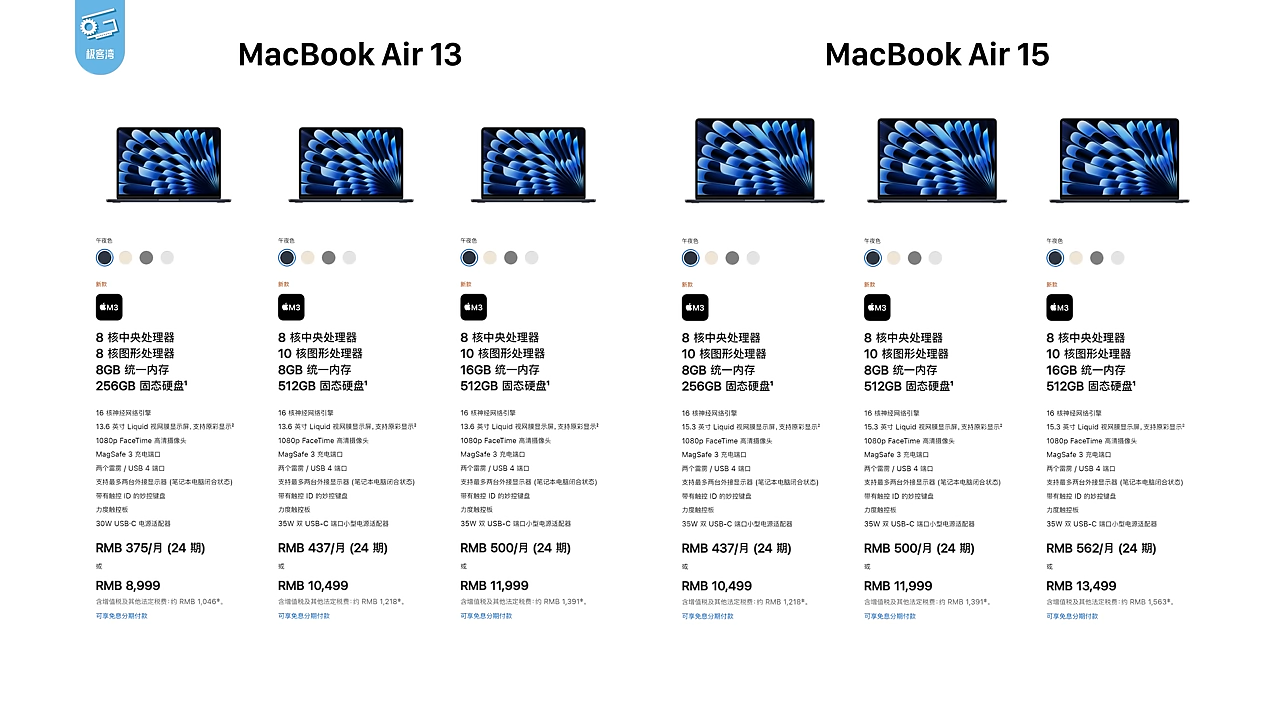 极客湾
MacBook Air 13
午夜色
新款
M3
8 核中央处理器
8 核图形处理器
8GB 统一内存
256GB 固态硬盘¹
16 核神经网络引擎
13.6 英寸 Liquid 视网膜显示屏，支持原彩显示²
1080p FaceTime 高清摄像头
MagSafe 3 充电端口
两个雷雳 / USB 4 端口
支持最多两台外接显示器 (笔记本电脑闭合状态)
带有触控 ID 的妙控键盘
力度触控板
30W USB-C 电源适配器
RMB 375/月 (24 期)
或
RMB 8,999
含增值税及其他法定税费：约 RMB 1,046*。
可享免息分期付款
午夜色
新款
M3
8 核中央处理器
10 核图形处理器
8GB 统一内存
512GB 固态硬盘¹
16 核神经网络引擎
13.6 英寸 Liquid 视网膜显示屏，支持原彩显示²
1080p FaceTime 高清摄像头
MagSafe 3 充电端口
两个雷雳 / USB 4 端口
支持最多两台外接显示器 (笔记本电脑闭合状态)
带有触控 ID 的妙控键盘
力度触控板
35W 双 USB-C 端口小型电源适配器
RMB 437/月 (24 期)
或
RMB 10,499
含增值税及其他法定税费：约 RMB 1,218*。
可享免息分期付款
午夜色
新款
M3
8 核中央处理器
10 核图形处理器
16GB 统一内存
512GB 固态硬盘¹
16 核神经网络引擎
13.6 英寸 Liquid 视网膜显示屏，支持原彩显示²
1080p FaceTime 高清摄像头
MagSafe 3 充电端口
两个雷雳 / USB 4 端口
支持最多两台外接显示器 (笔记本电脑闭合状态)
带有触控 ID 的妙控键盘
力度触控板
35W 双 USB-C 端口小型电源适配器
RMB 500/月 (24 期)
或
RMB 11,999
含增值税及其他法定税费：约 RMB 1,391*。
可享免息分期付款
MacBook Air 15
午夜色
新款
M3
8 核中央处理器
10 核图形处理器
8GB 统一内存
256GB 固态硬盘¹
16 核神经网络引擎
15.3 英寸 Liquid 视网膜显示屏，支持原彩显示²
1080p FaceTime 高清摄像头
MagSafe 3 充电端口
两个雷雳 / USB 4 端口
支持最多两台外接显示器 (笔记本电脑闭合状态)
带有触控 ID 的妙控键盘
力度触控板
35W 双 USB-C 端口小型电源适配器
RMB 437/月 (24 期)
或
RMB 10,499
含增值税及其他法定税费：约 RMB 1,218*。
可享免息分期付款
午夜色
新款
M3
8 核中央处理器
10 核图形处理器
8GB 统一内存
512GB 固态硬盘¹
16 核神经网络引擎
15.3 英寸 Liquid 视网膜显示屏，支持原彩显示²
1080p FaceTime 高清摄像头
MagSafe 3 充电端口
两个雷雳 / USB 4 端口
支持最多两台外接显示器 (笔记本电脑闭合状态)
带有触控 ID 的妙控键盘
力度触控板
35W 双 USB-C 端口小型电源适配器
RMB 500/月 (24 期)
或
RMB 11,999
含增值税及其他法定税费：约 RMB 1,391*。
可享免息分期付款
午夜色
新款
M3
8 核中央处理器
10 核图形处理器
16GB 统一内存
512GB 固态硬盘¹
16 核神经网络引擎
15.3 英寸 Liquid 视网膜显示屏，支持原彩显示²
1080p FaceTime 高清摄像头
MagSafe 3 充电端口
两个雷雳 / USB 4 端口
支持最多两台外接显示器 (笔记本电脑闭合状态)
带有触控 ID 的妙控键盘
力度触控板
35W 双 USB-C 端口小型电源适配器
RMB 562/月 (24 期)
或
RMB 13,499
含增值税及其他法定税费：约 RMB 1,563*。
可享免息分期付款